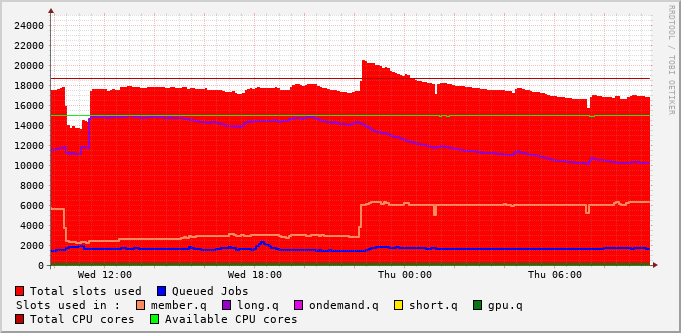 RRDTOOL / TOBI OETIKER
24000
22000
20000
18000
16000
14000
12000
10000
8000
6000
4000
2000
0
Wed 12:00 Wed 18:00 Thu 00:00 Thu 06:00
Total slots used Queued Jobs
Slots used in : member.q long.q ondemand.q short.q gpu.q
Total CPU cores Available CPU cores